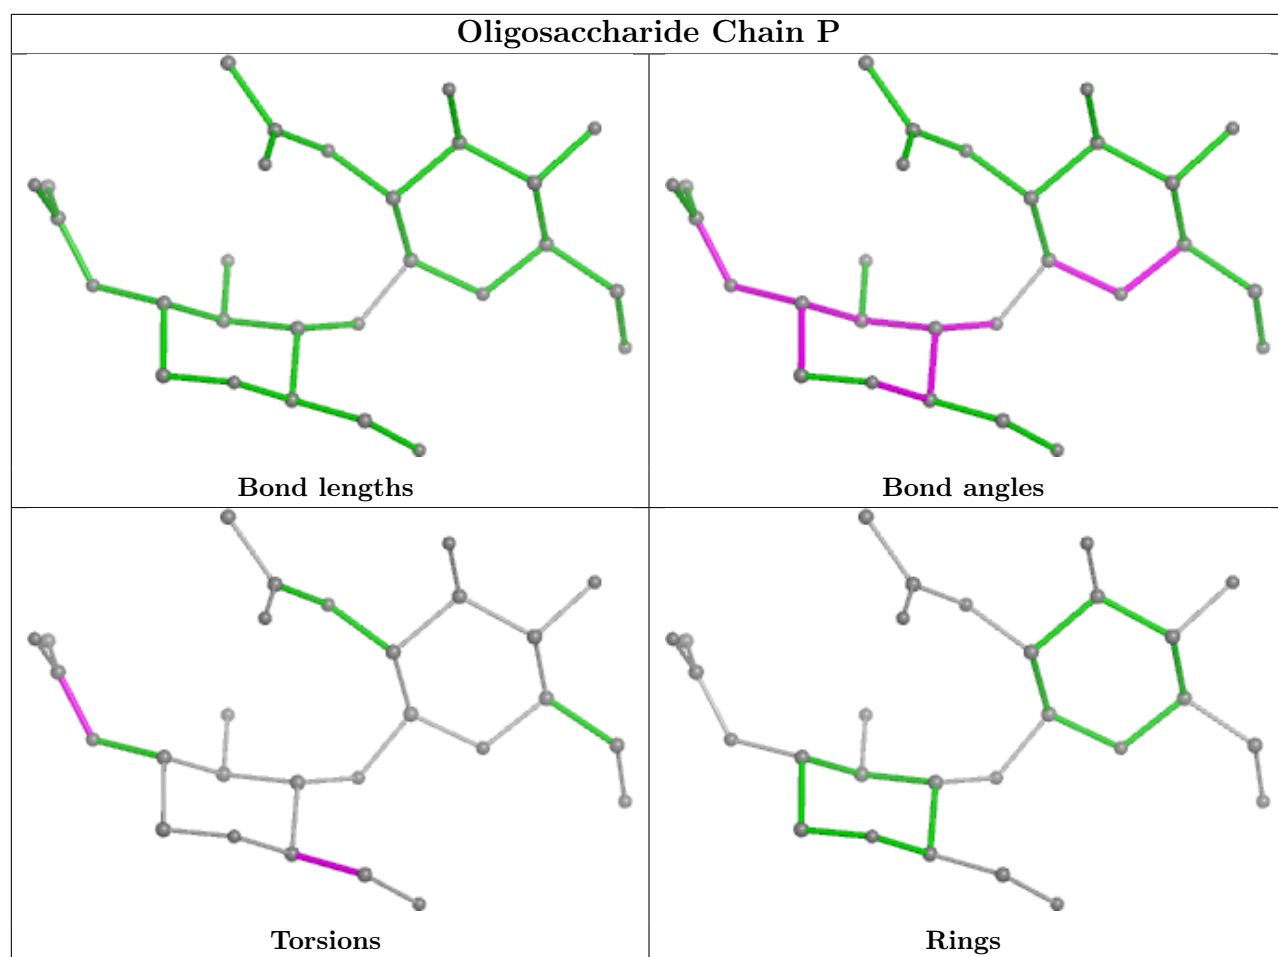 Oligosaccharide Chain P
Bond lengths
Bond angles
Torsions
Rings